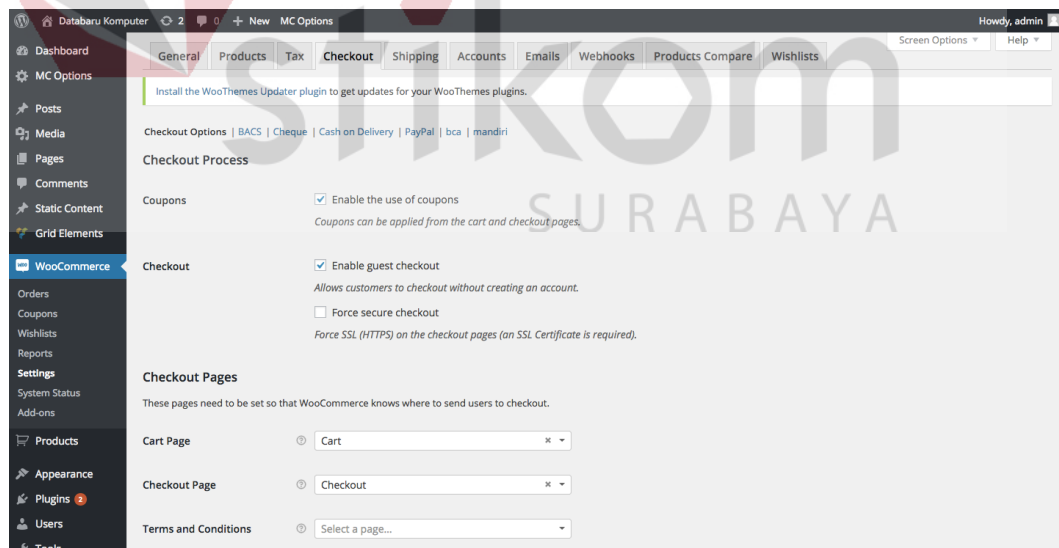 Databaru Komputer 2 0 + New MC Options Howdy, admin
Screen Options Help
Dashboard
MC Options
Posts
Media
Pages
Comments
Static Content
Grid Elements
WooCommerce
Orders
Coupons
Wishlists
Reports
Settings
System Status
Add-ons
Products
Appearance
Plugins 2
Users
Tools
General Products Tax Checkout Shipping Accounts Emails Webhooks Products Compare Wishlists
Install the WooThemes Updater plugin to get updates for your WooThemes plugins.
Checkout Options | BACS | Cheque | Cash on Delivery | PayPal | bca | mandiri
Checkout Process
Coupons Enable the use of coupons
Coupons can be applied from the cart and checkout pages.
Checkout Enable guest checkout
Allows customers to checkout without creating an account.
Force secure checkout
Force SSL (HTTPS) on the checkout pages (an SSL Certificate is required).
Checkout Pages
These pages need to be set so that WooCommerce knows where to send users to checkout.
Cart Page Cart
Checkout Page Checkout
Terms and Conditions Select a page...
stikom
SURABAYA